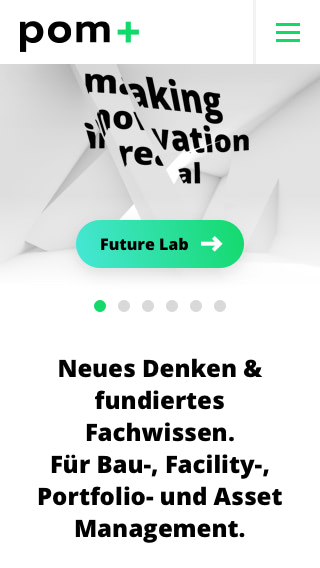 pom+
making
innovation
real
Future Lab
Neues Denken &
fundiertes
Fachwissen.
Für Bau-, Facility-,
Portfolio- und Asset
Management.